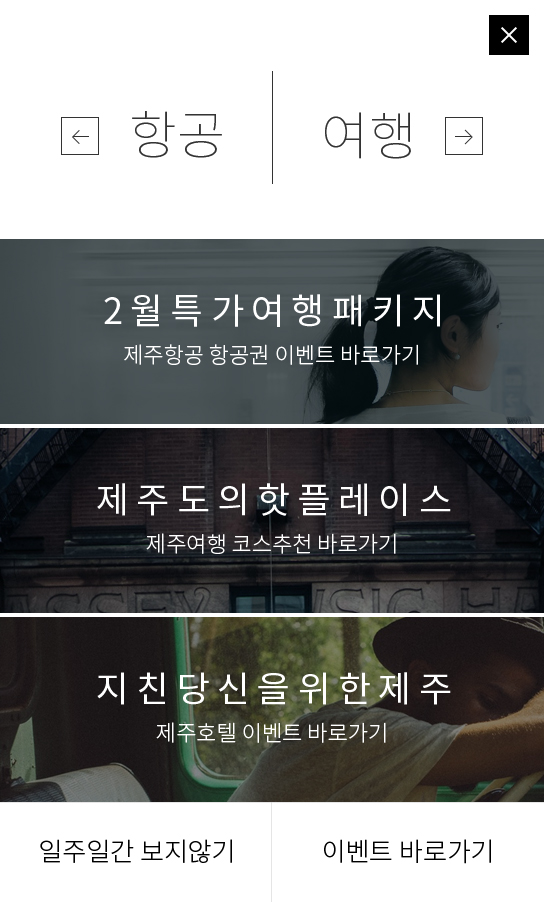 항공 여행
2월특가여행패키지
제주항공 항공권 이벤트 바로가기
제주도의핫플레이스
제주여행 코스추천 바로가기
지친당신을위한제주
제주호텔 이벤트 바로가기
일주일간 보지않기 이벤트 바로가기